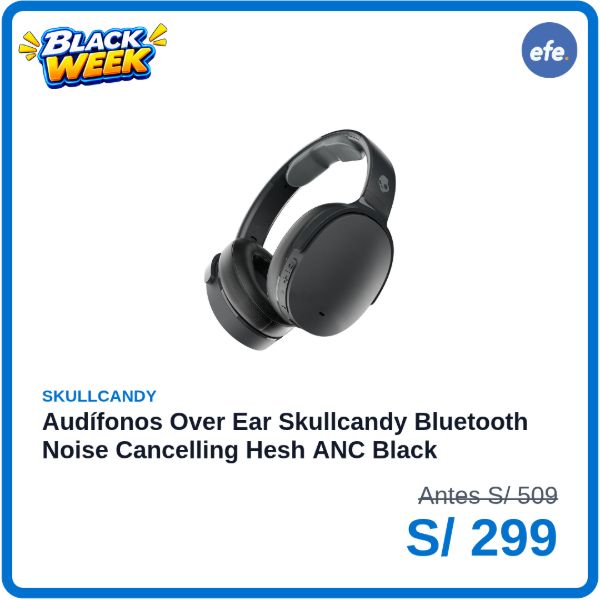 BLACK
WEEK
efe.
SKULLCANDY
Audífonos Over Ear Skullcandy Bluetooth
Noise Cancelling Hesh ANC Black
Antes S/ 509
S/ 299